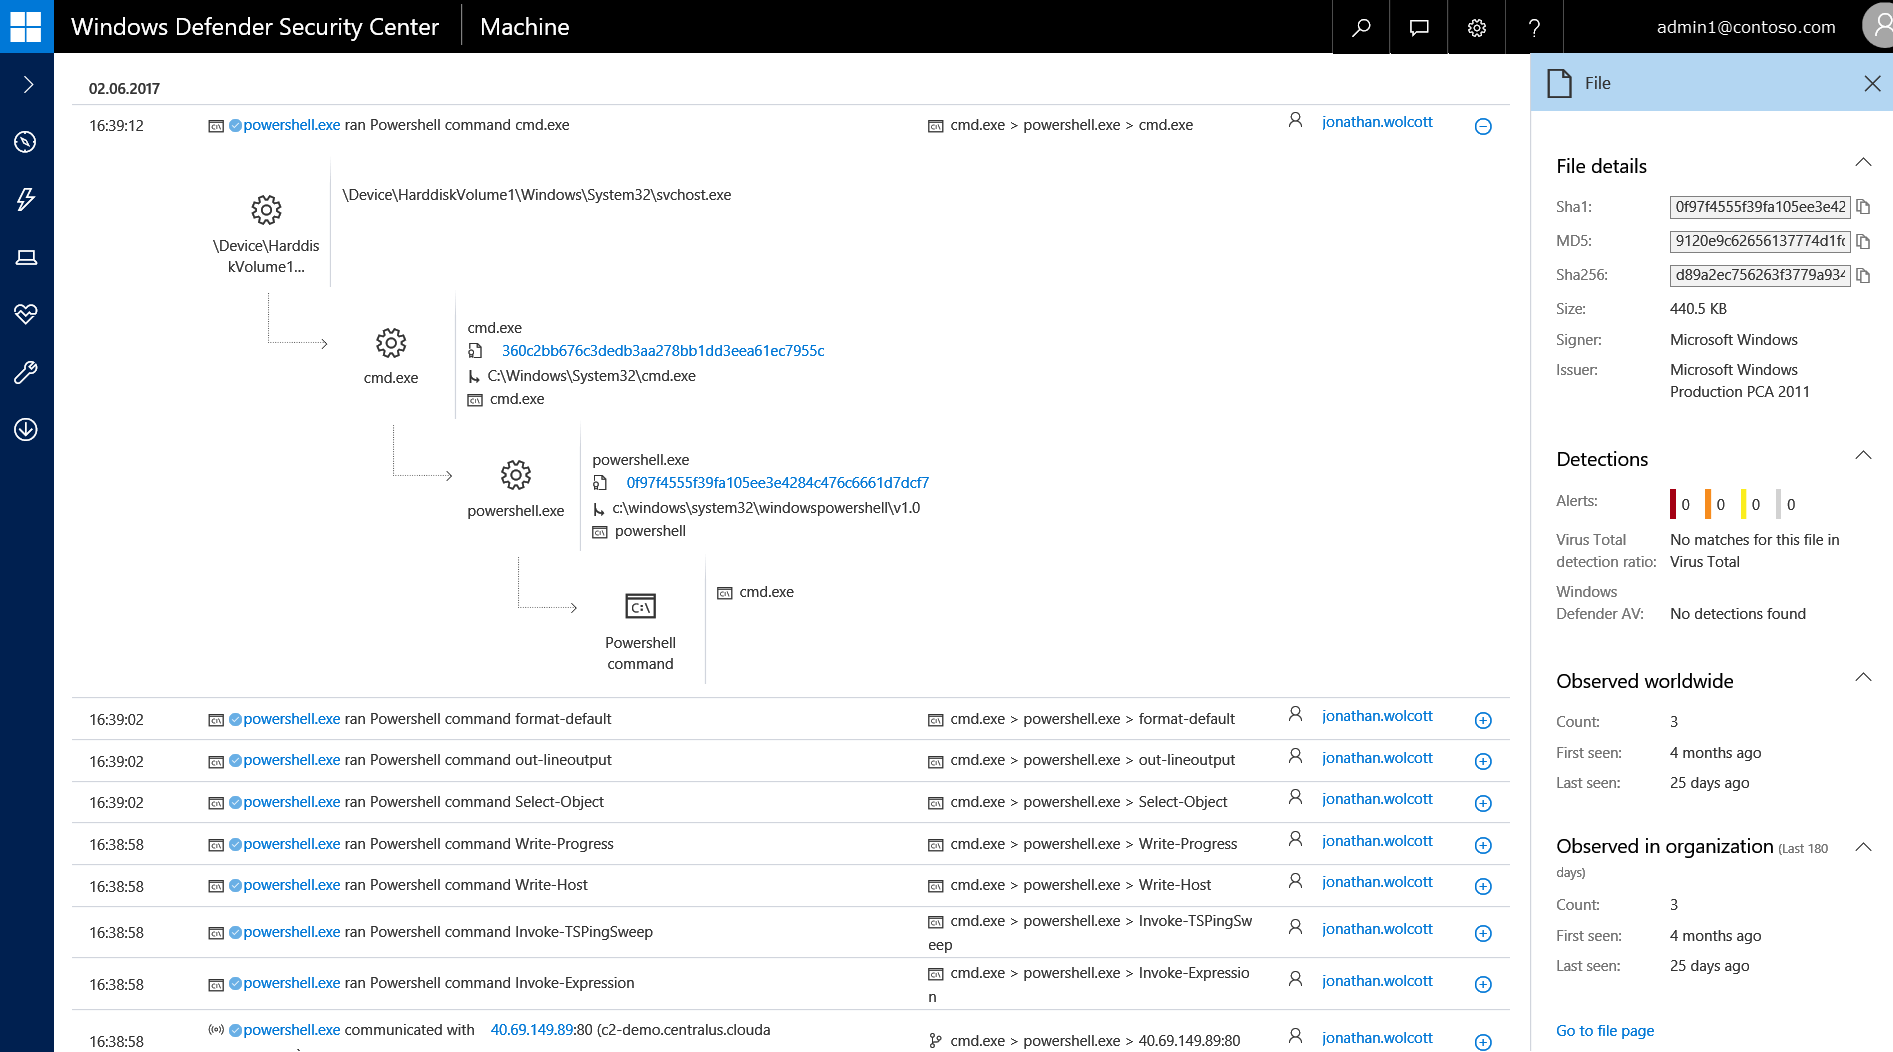 Windows Defender Security Center
Machine
admin1@contoso.com
02.06.2017
16:39:12
powershell.exe ran Powershell command cmd.exe
cmd.exe > powershell.exe > cmd.exe
jonathan.wolcott
\Device\HarddiskVolume1\Windows\System32\svchost.exe
\Device\Harddis
kVolume1...
cmd.exe
cmd.exe
360c2bb676c3dedb3aa278bb1dd3eea61ec7955c
C:\Windows\System32\cmd.exe
cmd.exe
powershell.exe
powershell.exe
0f97f4555f39fa105ee3e4284c476c6661d7dcf7
c:\windows\system32\windowspowershell\v1.0
powershell
Powershell
command
cmd.exe
16:39:02
powershell.exe ran Powershell command format-default
cmd.exe > powershell.exe > format-default
jonathan.wolcott
16:39:02
powershell.exe ran Powershell command out-lineoutput
cmd.exe > powershell.exe > out-lineoutput
jonathan.wolcott
16:39:02
powershell.exe ran Powershell command Select-Object
cmd.exe > powershell.exe > Select-Object
jonathan.wolcott
16:38:58
powershell.exe ran Powershell command Write-Progress
cmd.exe > powershell.exe > Write-Progress
jonathan.wolcott
16:38:58
powershell.exe ran Powershell command Write-Host
cmd.exe > powershell.exe > Write-Host
jonathan.wolcott
16:38:58
powershell.exe ran Powershell command Invoke-TSPingSweep
cmd.exe > powershell.exe > Invoke-TSPingSw
eep
jonathan.wolcott
16:38:58
powershell.exe ran Powershell command Invoke-Expression
cmd.exe > powershell.exe > Invoke-Expressio
n
jonathan.wolcott
16:38:58
powershell.exe communicated with 40.69.149.89:80 (c2-demo.centralus.clouda
cmd.exe > powershell.exe > 40.69.149.89:80
jonathan.wolcott
File
File details
Sha1:
0f97f4555f39fa105ee3e42
MD5:
9120e9c62656137774d1f
Sha256:
d89a2ec756263f3779a934
Size:
440.5 KB
Signer:
Microsoft Windows
Issuer:
Microsoft Windows
Production PCA 2011
Detections
Alerts:
0 0 0 0
Virus Total
detection ratio:
No matches for this file in
Virus Total
Windows
Defender AV:
No detections found
Observed worldwide
Count:
3
First seen:
4 months ago
Last seen:
25 days ago
Observed in organization (Last 180
days)
Count:
3
First seen:
4 months ago
Last seen:
25 days ago
Go to file page